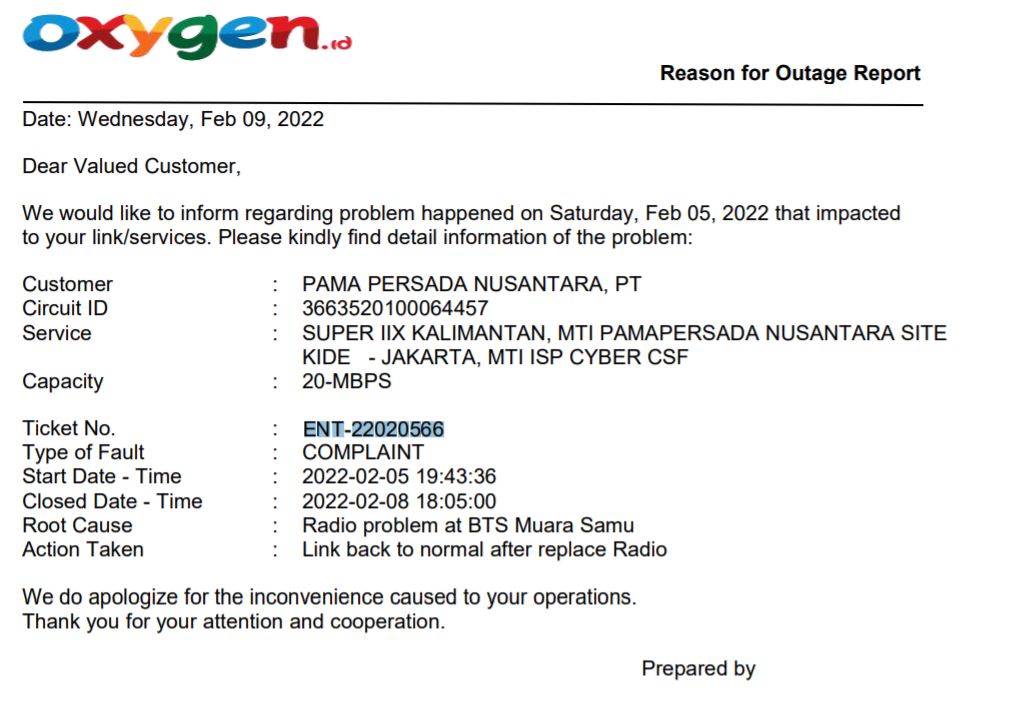 oxygen.id
Reason for Outage Report
Date: Wednesday, Feb 09, 2022
Dear Valued Customer,
We would like to inform regarding problem happened on Saturday, Feb 05, 2022 that impacted
to your link/services. Please kindly find detail information of the problem:
Customer : PAMA PERSADA NUSANTARA, PT
Circuit ID : 3663520100064457
Service : SUPER IIX KALIMANTAN, MTI PAMAPERSADA NUSANTARA SITE
KIDE - JAKARTA, MTI ISP CYBER CSF
Capacity : 20-MBPS
Ticket No. : ENT-22020566
Type of Fault : COMPLAINT
Start Date - Time : 2022-02-05 19:43:36
Closed Date - Time : 2022-02-08 18:05:00
Root Cause : Radio problem at BTS Muara Samu
Action Taken : Link back to normal after replace Radio
We do apologize for the inconvenience caused to your operations.
Thank you for your attention and cooperation.
Prepared by